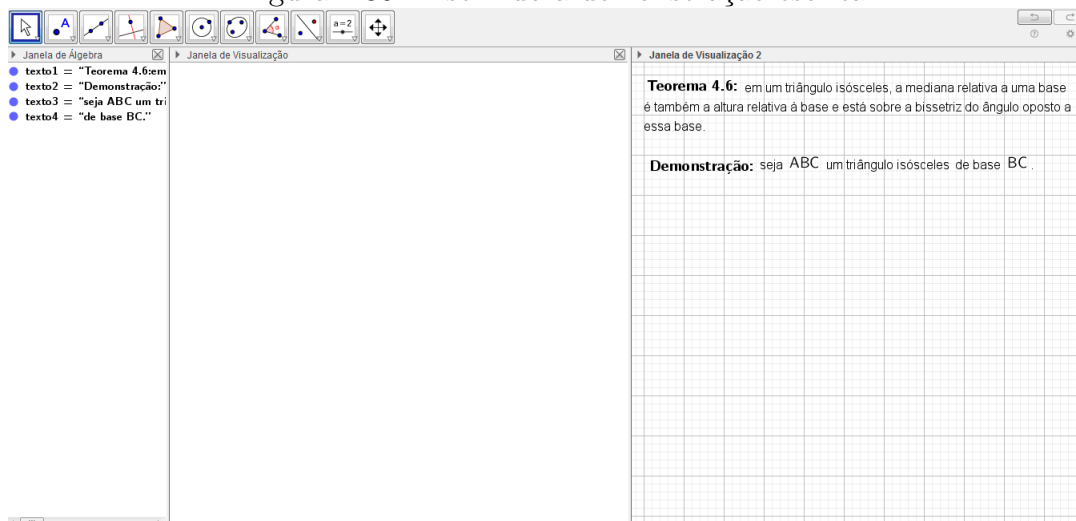 a=2
Janela de Álgebra
Janela de Visualização
Janela de Visualização 2
texto1 = "Teorema 4.6:em
texto2 = "Demonstração:"
texto3 = "seja ABC um tri
texto4 = "de base BC."
Teorema 4.6: em um triângulo isósceles, a mediana relativa a uma base
é também a altura relativa à base e está sobre a bissetriz do ângulo oposto a
essa base.
Demonstração: seja ABC um triângulo isósceles de base BC .